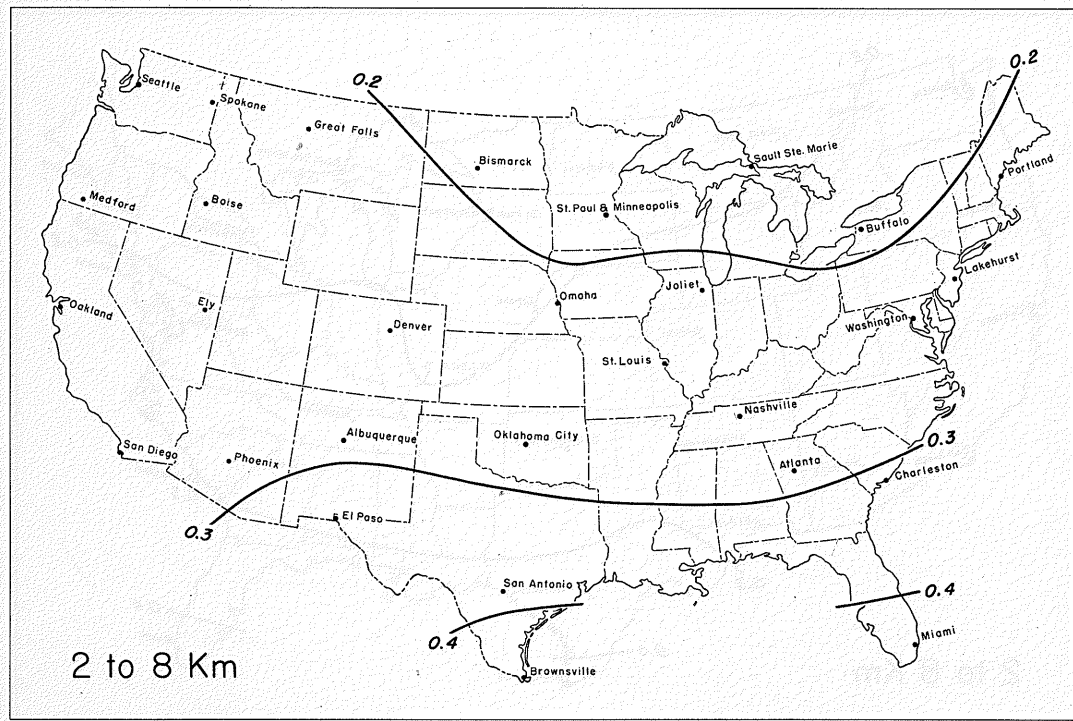 0.2
0.2
Seattle
Spokane
Great Falls
Bismarck
Sault Ste. Marie
Portland
Medford
Boise
St. Paul & Minneapolis
Buffalo
Lakehurst
Oakland
Ely
Omaha
Joliet
Denver
Washington
St. Louis
Nashville
Albuquerque
Oklahoma City
0.3
San Diego
Phoenix
Atlanta
Charleston
0.3
El Paso
San Antonio
0.4
0.4
Miami
2 to 8 Km
Brownsville